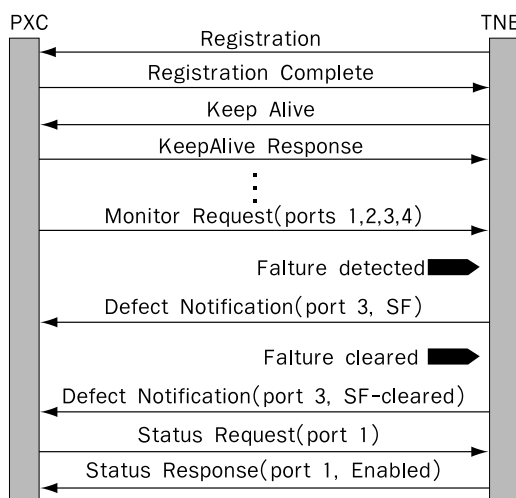 PXC
TNE
Registration
Registration Complete
Keep Alive
KeepAlive Response
Monitor Request(ports 1,2,3,4)
Falture detected
Defect Notification(port 3, SF)
Falture cleared
Defect Notification(port 3, SF-cleared)
Status Request(port 1)
Status Response(port 1, Enabled)